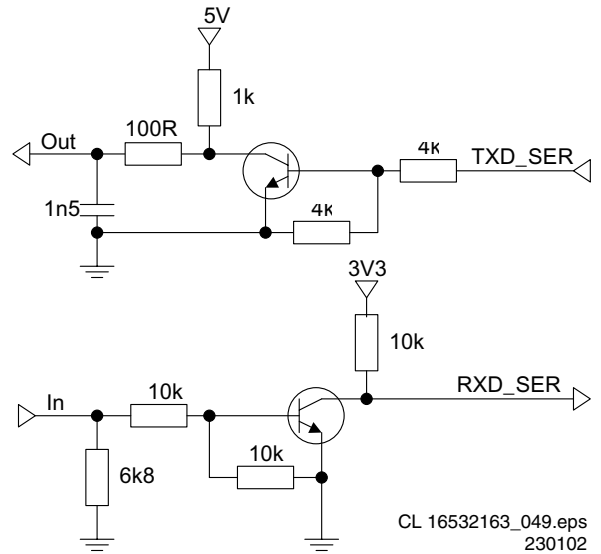 5V
1k
Out
100R
4k
TXD_SER
1n5
4k
3V3
10k
In
10k
RXD_SER
6k8
10k
CL 16532163_049.eps
230102